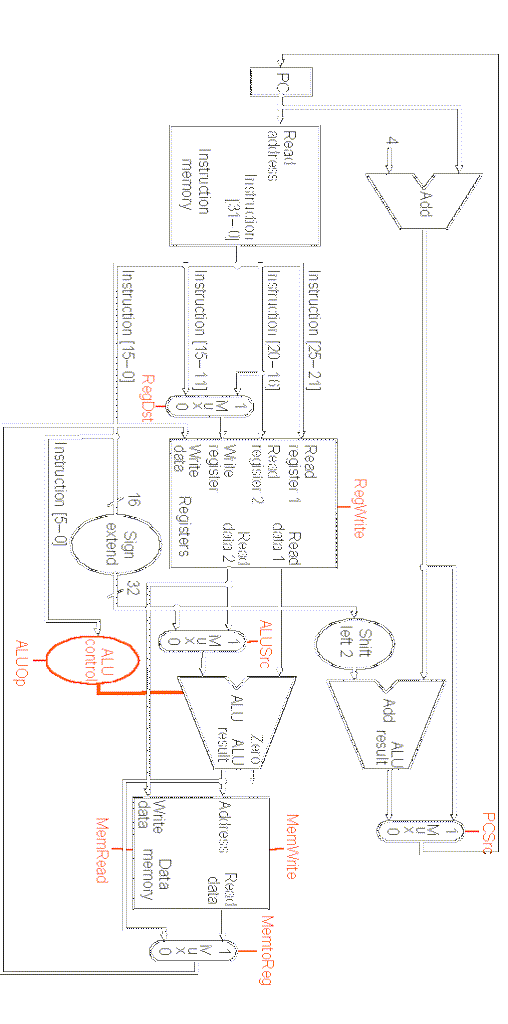 PCSrc
Add
4
Shift
left 2
Add
ALU
result
1
M
u
x
0
PC
Read
address
Instruction
[31–0]
Instruction
memory
Instruction [25–21]
Instruction [20–16]
Instruction [15–11]
Instruction [15–0]
RegDst
1
M
u
x
0
RegWrite
Read
register 1
Read
register 2
Write
register
Write
data
Read
data 1
Read
data 2
Registers
ALUSrc
1
M
u
x
0
Zero
ALU
ALU
result
MemWrite
Address
Read
data
Write
data
Data
memory
MemRead
MemtoReg
1
M
u
x
0
16
Sign
extend
32
Instruction [5–0]
ALU
control
ALUOp